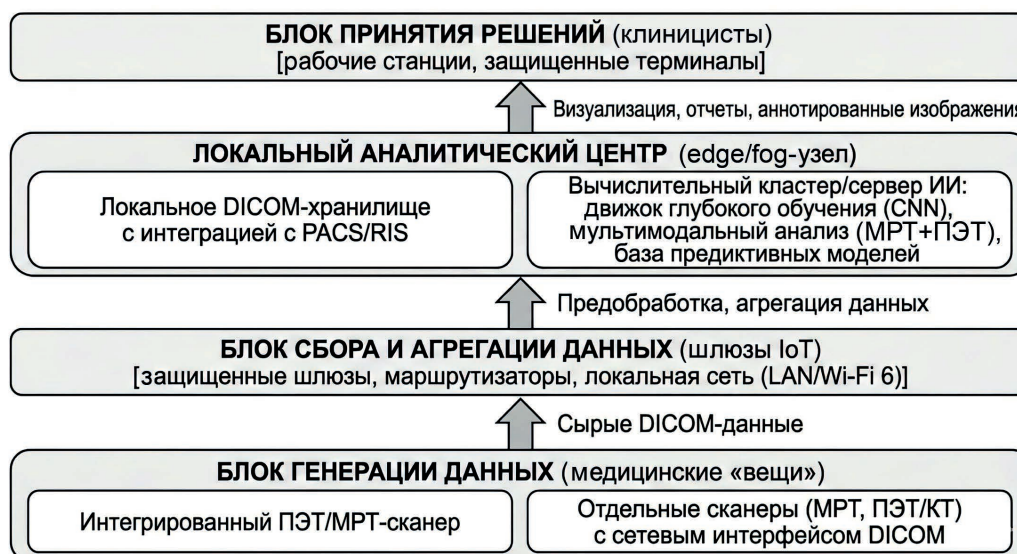 БЛОК ПРИНЯТИЯ РЕШЕНИЙ (клиницисты)
[рабочие станции, защищенные терминалы]
Визуализация, отчеты, аннотированные изображения
ЛОКАЛЬНЫЙ АНАЛИТИЧЕСКИЙ ЦЕНТР (edge/fog-узел)
Локальное DICOM-хранилище
с интеграцией с PACS/RIS
Вычислительный кластер/сервер ИИ:
движок глубокого обучения (CNN),
мультимодальный анализ (МРТ+ПЭТ),
база предиктивных моделей
Предобработка, агрегация данных
БЛОК СБОРА И АГРЕГАЦИИ ДАННЫХ (шлюзы IoT)
[защищенные шлюзы, маршрутизаторы, локальная сеть (LAN/Wi-Fi 6)]
Сырые DICOM-данные
БЛОК ГЕНЕРАЦИИ ДАННЫХ (медицинские «вещи»)
Интегрированный ПЭТ/МРТ-сканер
Отдельные сканеры (МРТ, ПЭТ/КТ)
с сетевым интерфейсом DICOM